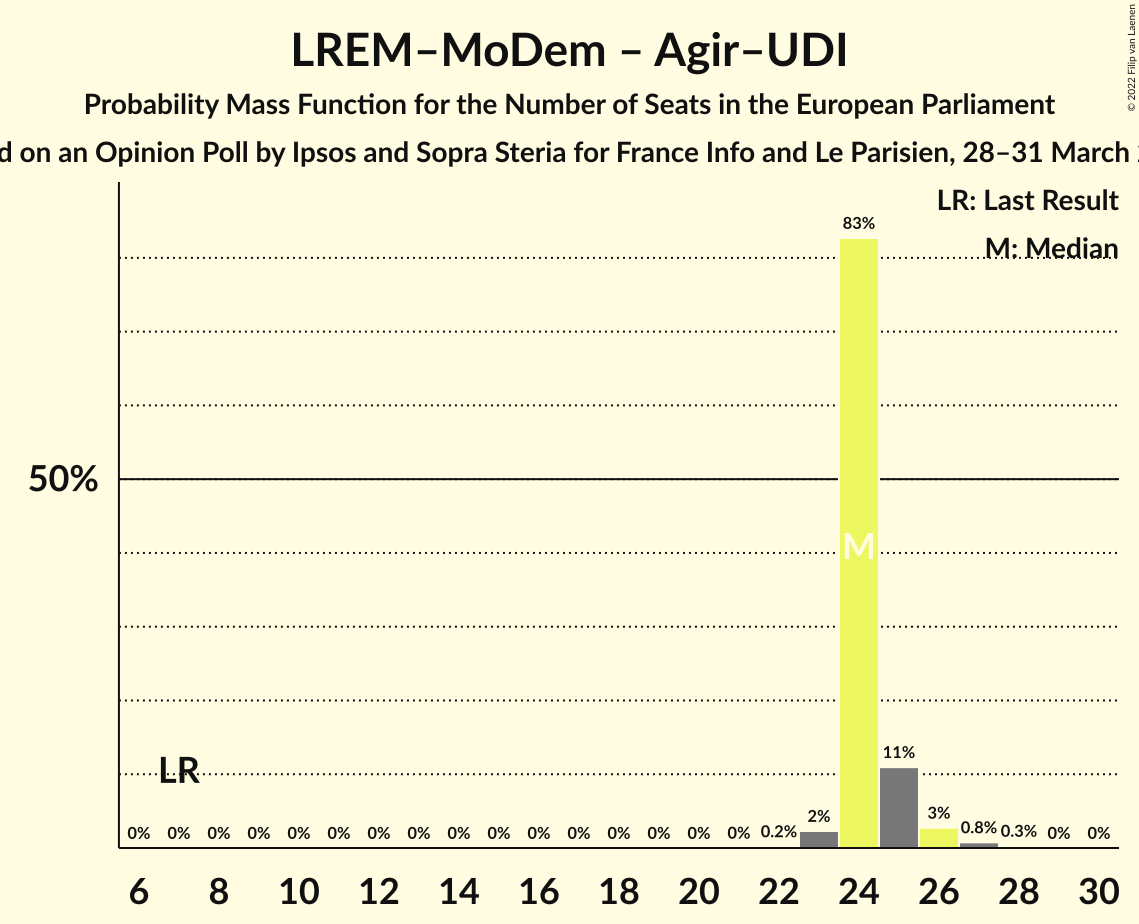 LREM–MoDem – Agir–UDI
Probability Mass Function for the Number of Seats in the European Parliament
d on an Opinion Poll by Ipsos and Sopra Steria for France Info and Le Parisien, 28–31 March
© 2022 Filip van Laenen
LR: Last Result
M: Median
83%
50%
M
LR
11%
0% 0% 0% 0% 0% 0% 0% 0% 0% 0% 0% 0% 0% 0% 0% 0% 0.2% 2% 3% 0.8% 0.3% 0% 0%
6 8 10 12 14 16 18 20 22 24 26 28 30